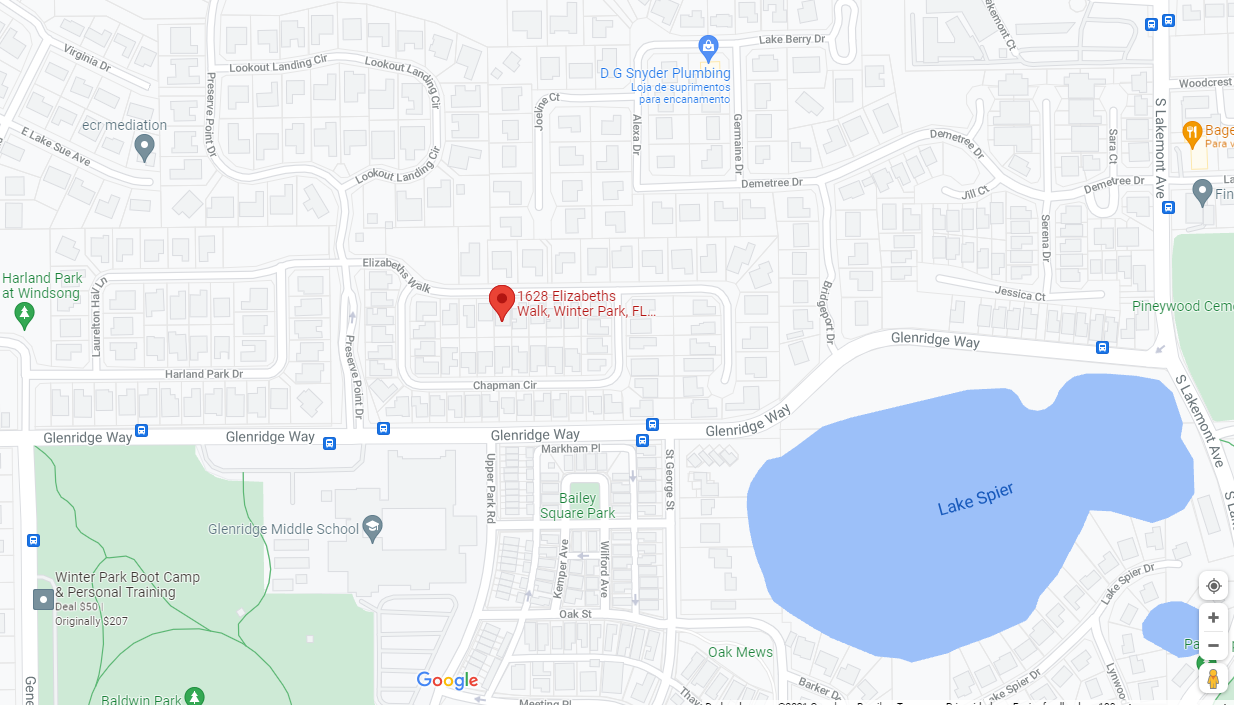 Lake Berry Dr
Lakemont Ct
Virginia Dr
Lookout Landing Cir
Lookout Landing Cir
D G Snyder Plumbing
Loja de suprimentos
para encanamento
Woodcrest
Preserve Point Dr
Joeline Ct
Alexa Dr
Germaine Dr
S Lakemont Ave
ecr mediation
E Lake Sue Ave
Demetree Dr
Sara Ct
Bage
Para v
Lookout Landing Cir
Demetree Dr
Jill Ct
Demetree Dr
La
Fin
Serena Dr
Elizabeths Walk
Harland Park
at Windsong
Laurelton Hall Ln
1628 Elizabeths
Walk, Winter Park, FL...
Bridgeport Dr
Jessica Ct
Pineywood Ceme
Preserve Point Dr
Glenridge Way
Harland Park Dr
Chapman Cir
S Lakemont Ave
Glenridge Way
Glenridge Way
Glenridge Way
Glenridge Way
Markham Pl
Upper Park Rd
St George St
Bailey
Square Park
Lake Spier
Glenridge Middle School
Kemper Ave
Wilford Ave
Winter Park Boot Camp
& Personal Training
Deal $50
Originally $207
Lake Spier Dr
Oak St
Oak Mews
Google
Lake Spier Dr
Barker Dr
Baldwin Park
Meeting Pl